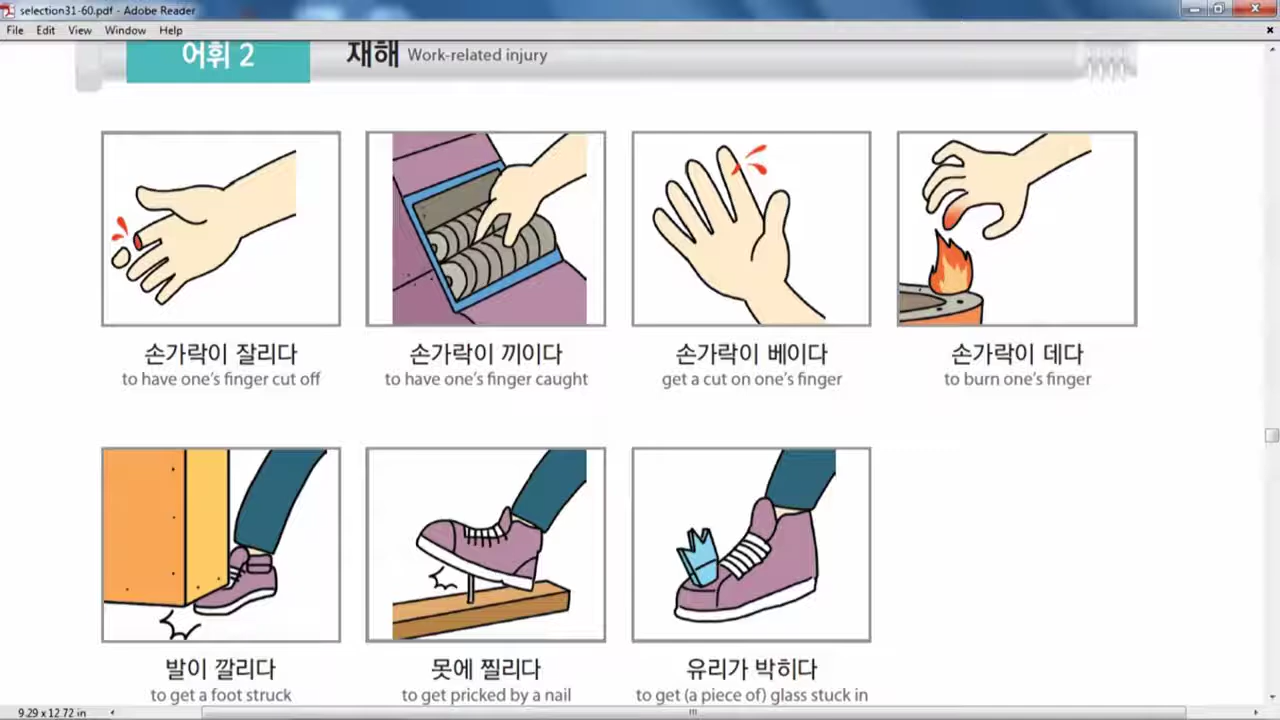 selection31-60.pdf - Adobe Reader
File Edit View Window Help
어휘 2 재해 Work-related injury
손가락이 잘리다 손가락이 끼이다 손가락이 베이다 손가락이 데다
to have one's finger cut off to have one's finger caught get a cut on one's finger to burn one's finger
발이 깔리다 못에 찔리다 유리가 박히다
to get a foot struck to get pricked by a nail to get (a piece of) glass stuck in
9.29 x 12.72 in